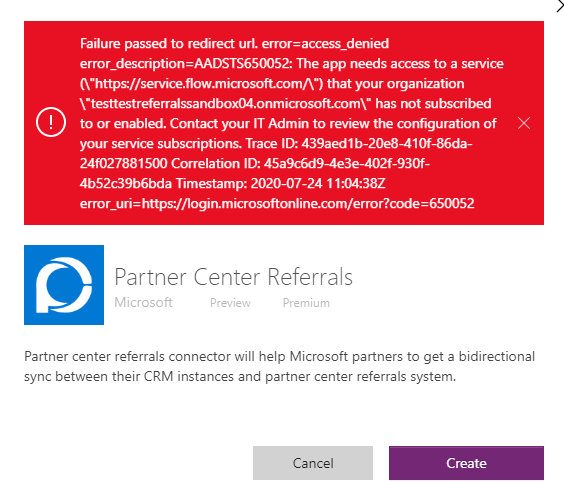 Failure passed to redirect url. error=access_denied
error_description=AADSTS650052: The app needs access to a service
(\"https://service.flow.microsoft.com/\") that your organization
\"testtestreferralssandbox04.onmicrosoft.com\" has not subscribed
to or enabled. Contact your IT Admin to review the configuration of
your service subscriptions. Trace ID: 439aed1b-20e8-410f-86da-
24f027881500 Correlation ID: 45a9c6d9-4e3e-402f-930f-
4b52c39b6bda Timestamp: 2020-07-24 11:04:38Z
error_uri=https://login.microsoftonline.com/error?code=650052
Partner Center Referrals
Microsoft Preview Premium
Partner center referrals connector will help Microsoft partners to get a bidirectional
sync between their CRM instances and partner center referrals system.
Cancel Create